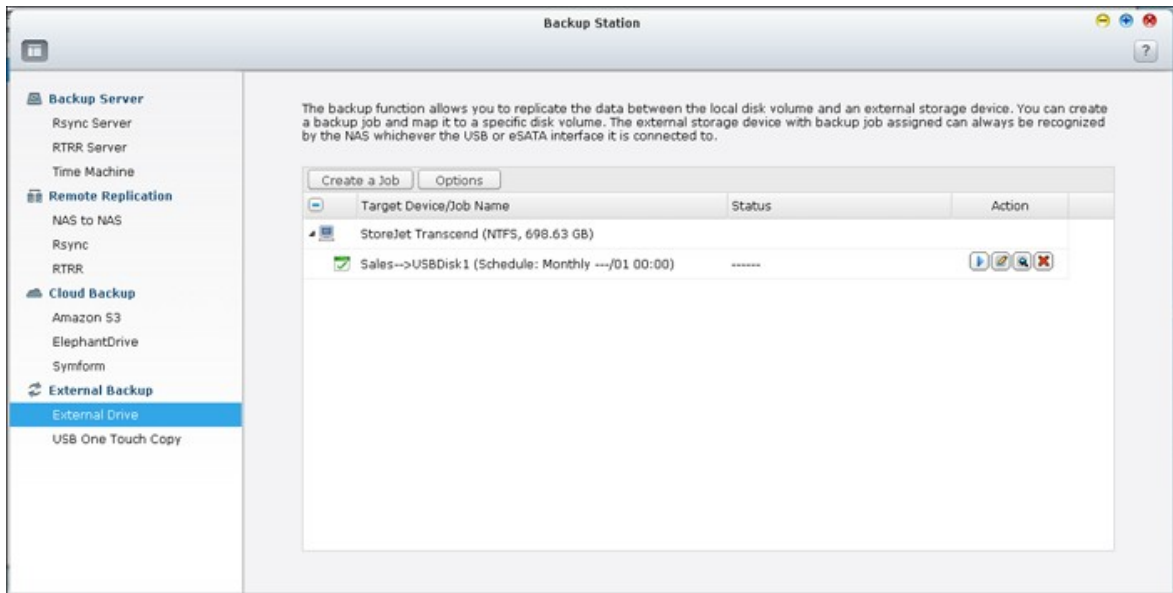 Backup Station
?
Backup Server
Rsync Server
RTRR Server
Time Machine
Remote Replication
NAS to NAS
Rsync
RTRR
Cloud Backup
Amazon S3
ElephantDrive
Symform
External Backup
External Drive
USB One Touch Copy
The backup function allows you to replicate the data between the local disk volume and an external storage device. You can create
a backup job and map it to a specific disk volume. The external storage device with backup job assigned can always be recognized
by the NAS whichever the USB or eSATA interface it is connected to.
Create a Job Options
Target Device/Job Name Status Action
StoreJet Transcend (NTFS, 698.63 GB)
Sales-->USBDisk1 (Schedule: Monthly ---/01 00:00) ------